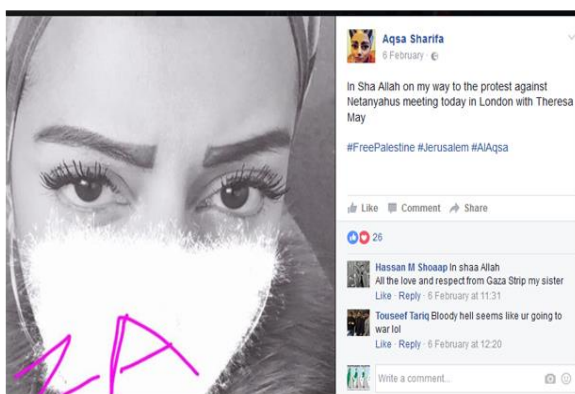 Aqsa Sharifa
6 February ·
In Sha Allah on my way to the protest against
Netanyahus meeting today in London with Theresa
May
#FreePalestine #Jerusalem #AlAqsa
Like Comment Share
26
Hassan M Shoaap In shaa Allah
All the love and respect from Gaza Strip my sister
Like · Reply · 6 February at 11:31
Touseef Tariq Bloody hell seems like ur going to
war lol
Like · Reply · 6 February at 12:20
Write a comment...